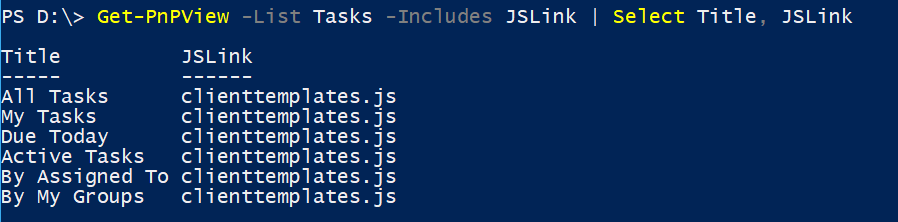 PS D:\> Get-PnPView -List Tasks -Includes JSLink | Select Title, JSLink
Title JSLink
----- ------
All Tasks clienttemplates.js
My Tasks clienttemplates.js
Due Today clienttemplates.js
Active Tasks clienttemplates.js
By Assigned To clienttemplates.js
By My Groups clienttemplates.js